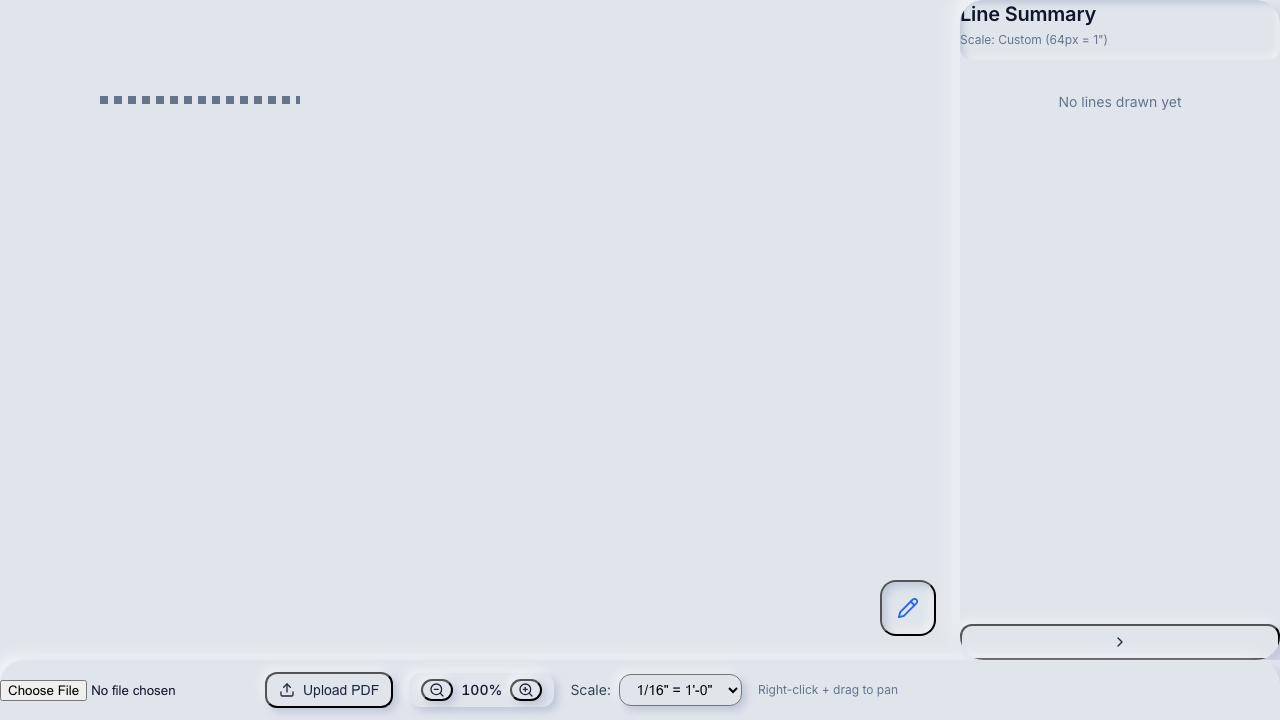 Line Summary
Scale: Custom (64px = 1")
No lines drawn yet
Choose File No file chosen
Upload PDF
100%
Scale:
1/16" = 1'-0"
Right-click + drag to pan